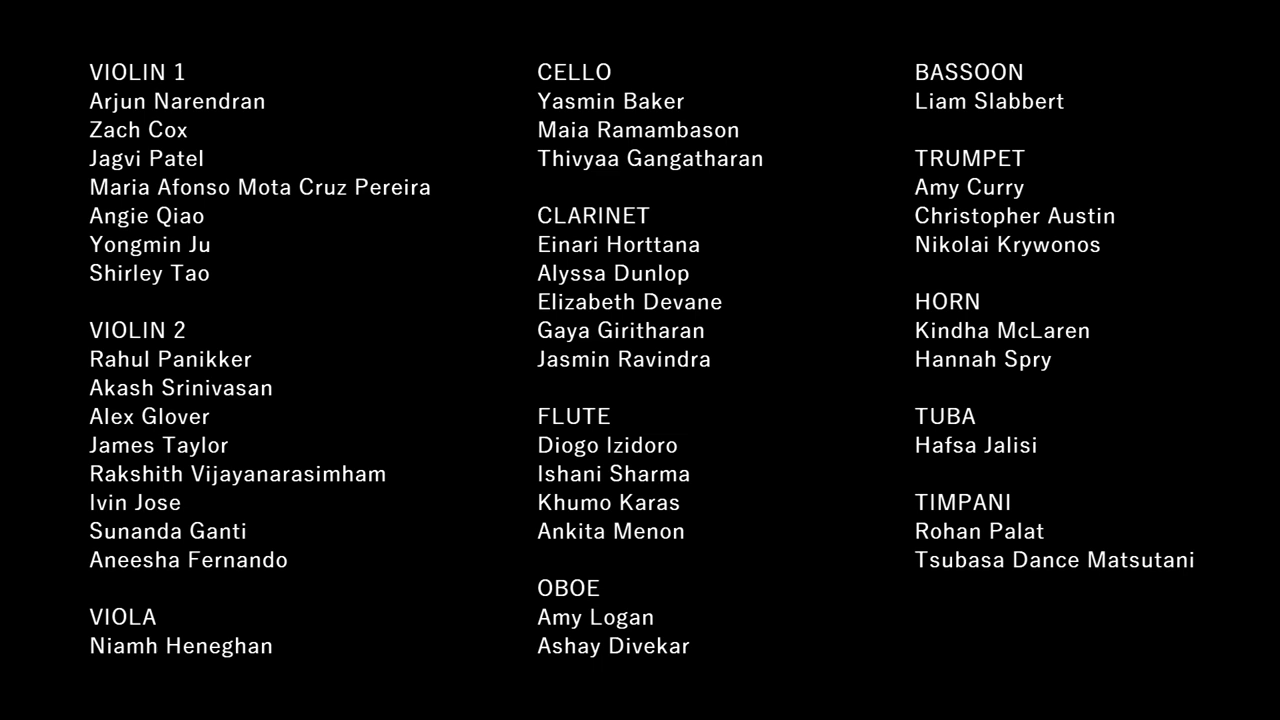 VIOLIN 1
Arjun Narendran
Zach Cox
Jagvi Patel
Maria Afonso Mota Cruz Pereira
Angie Qiao
Yongmin Ju
Shirley Tao
VIOLIN 2
Rahul Panikker
Akash Srinivasan
Alex Glover
James Taylor
Rakshith Vijayanarasimham
Ivin Jose
Sunanda Ganti
Aneesha Fernando
VIOLA
Niamh Heneghan
CELLO
Yasmin Baker
Maia Ramambason
Thivyaa Gangatharan
CLARINET
Einari Horttana
Alyssa Dunlop
Elizabeth Devane
Gaya Giritharan
Jasmin Ravindra
FLUTE
Diogo Izidoro
Ishani Sharma
Khumo Karas
Ankita Menon
OBOE
Amy Logan
Ashay Divekar
BASSOON
Liam Slabbert
TRUMPET
Amy Curry
Christopher Austin
Nikolai Krywonos
HORN
Kindha McLaren
Hannah Spry
TUBA
Hafsa Jalisi
TIMPANI
Rohan Palat
Tsubasa Dance Matsutani